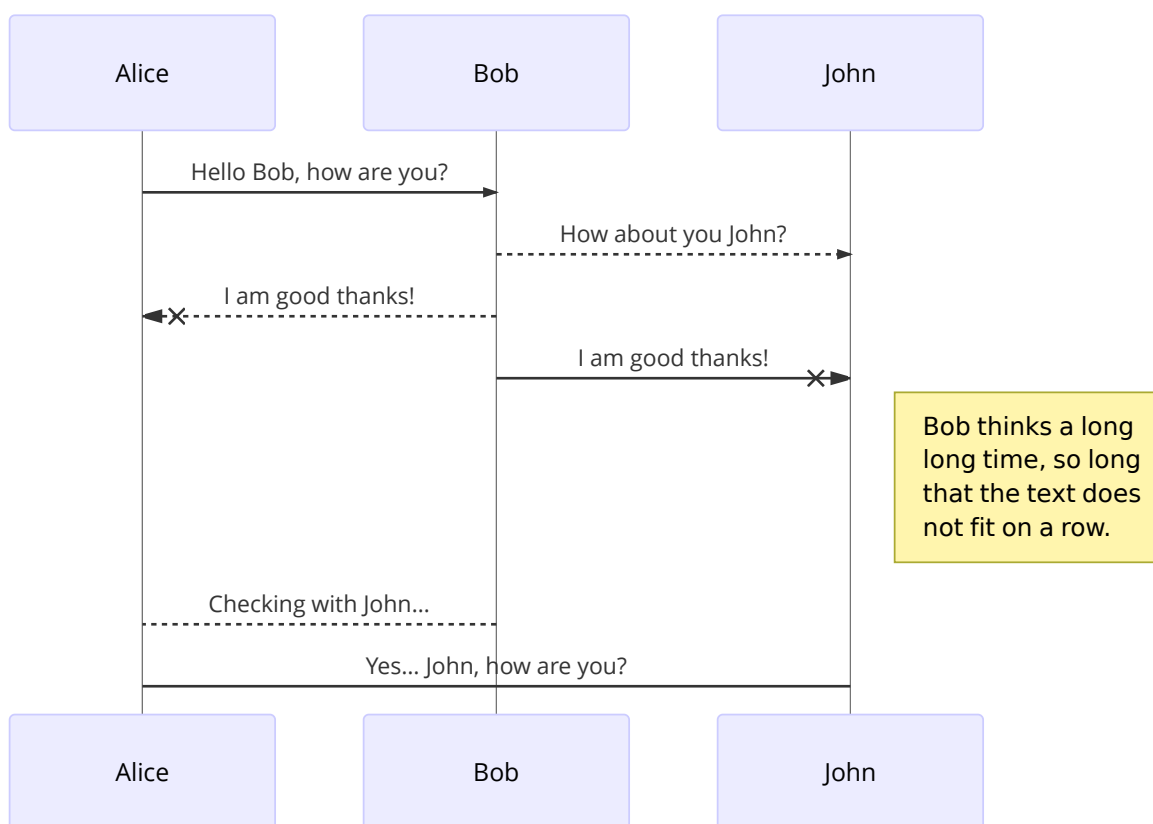 Alice
Bob
John
Hello Bob, how are you?
How about you John?
I am good thanks!
I am good thanks!
Bob thinks a long
long time, so long
that the text does
not fit on a row.
Checking with John...
Yes... John, how are you?
Alice
Bob
John